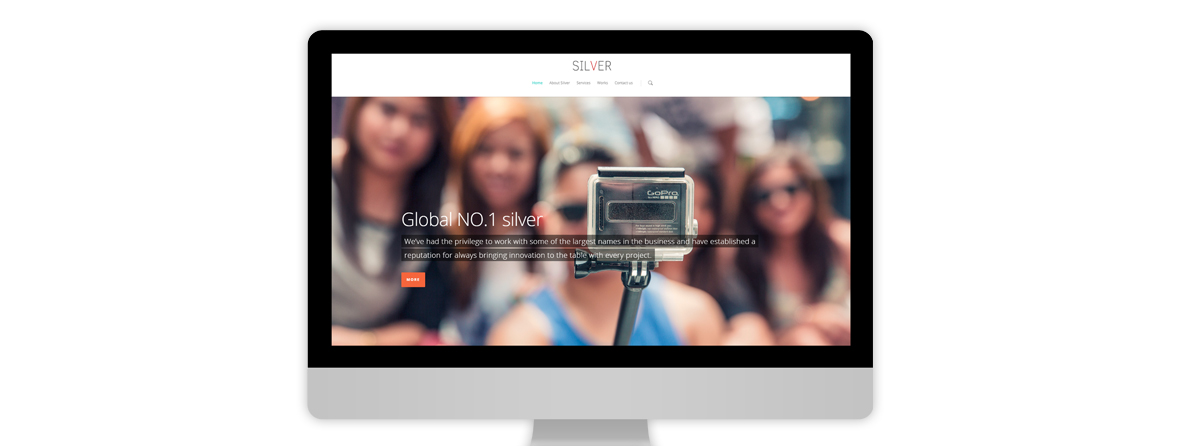 SILVER
Home About Silver Services Works Contact us
GoPro
Global NO.1 silver
We've had the privilege to work with some of the largest names in the business and have established a
reputation for always bringing innovation to the table with every project.
MORE